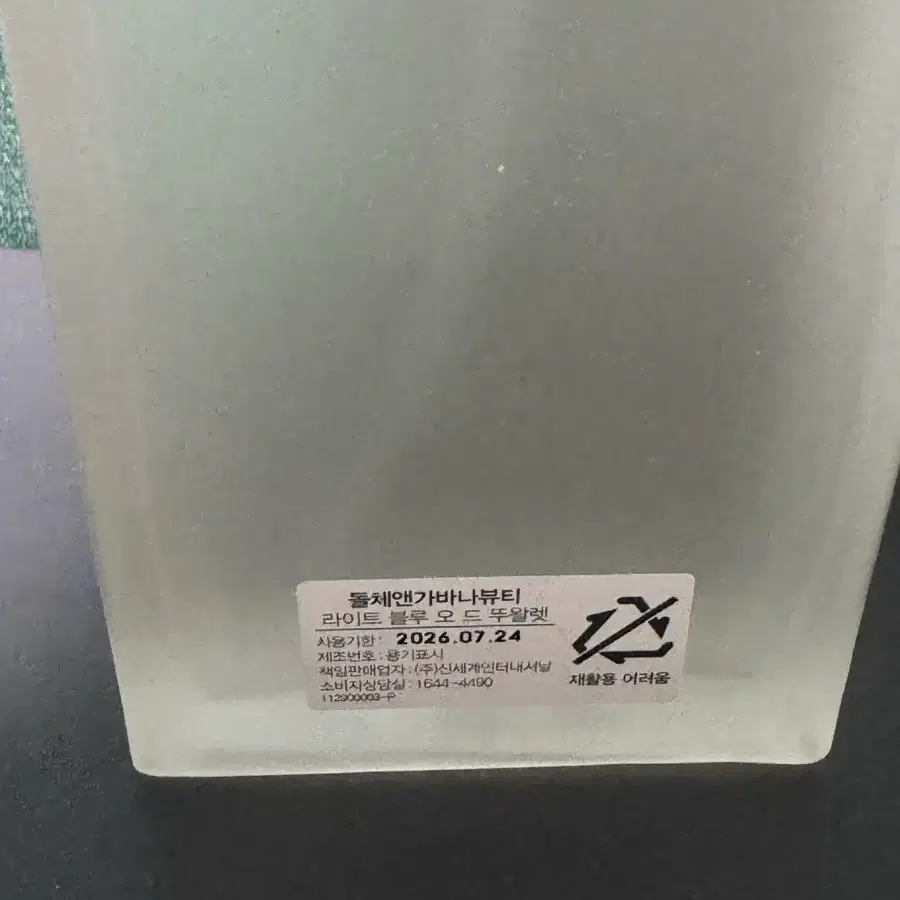 돌체앤가바나뷰티
라이트 블루 오 드 뚜왈렛
사용기한: 2026.07.24
제조번호: 용기표시
책임판매업자: (주)신세계인터내셔날
소비자상담실: 1644-4490
112900003-P
재활용 어려움